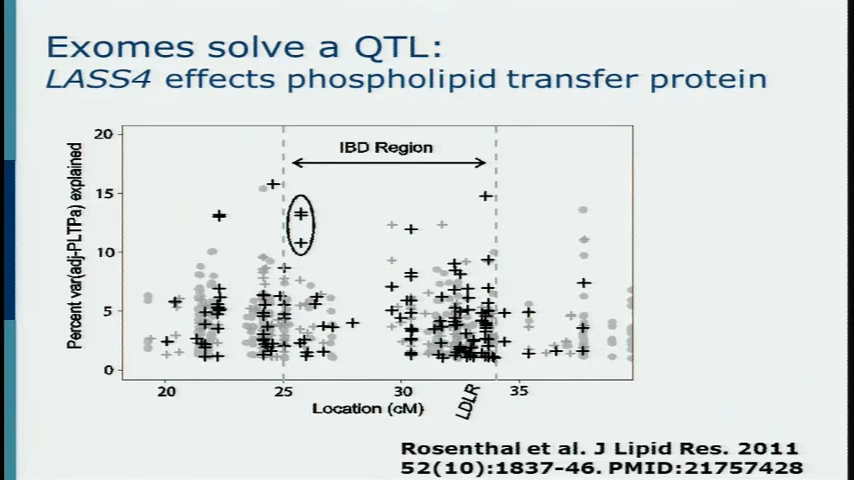 Exomes solve a QTL:
LASS4 effects phospholipid transfer protein
Percent var(adj-PLTPa) explained
20
15
10
5
0
IBD Region
20
25
30
35
Location (cM)
LDLR
Rosenthal et al. J Lipid Res. 2011
52(10):1837-46. PMID:21757428